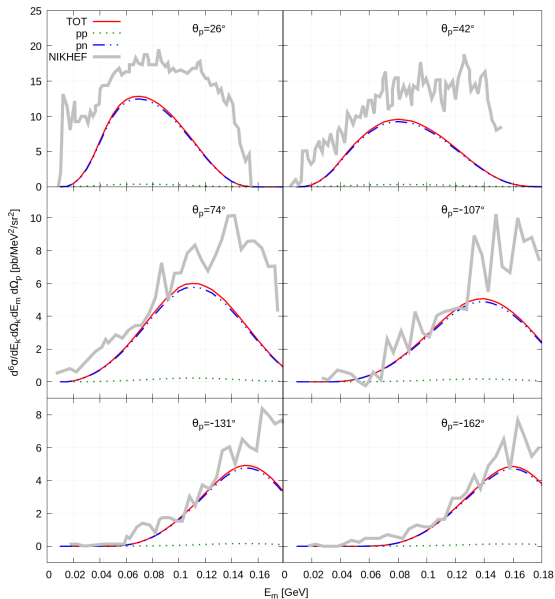 25
20
15
10
5
0
TOT
pp
pn
NIKHEF
θp=26°
θp=42°
10
8
6
4
2
0
θp=74°
θp=-107°
d⁶σ/dEK'dΩK'dEm dΩp [pb/MeV²/sr²]
8
6
4
2
0
θp=-131°
θp=-162°
0 0.02 0.04 0.06 0.08 0.1 0.12 0.14 0.16 0 0.02 0.04 0.06 0.08 0.1 0.12 0.14 0.16 0.18
Em [GeV]